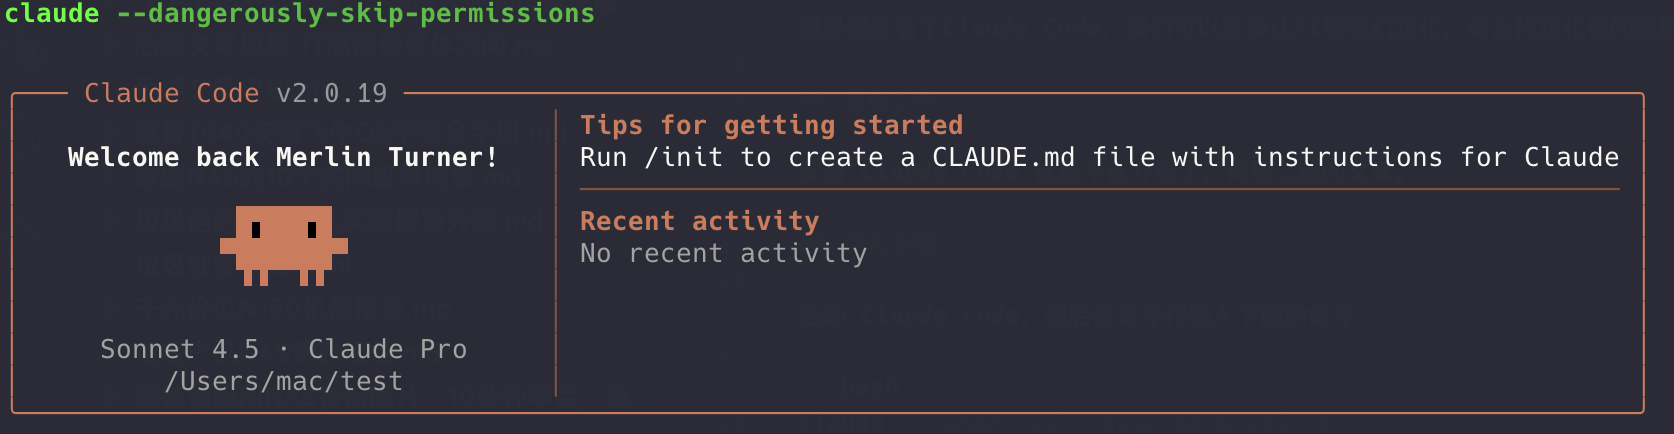 claude --dangerously-skip-permissions
Claude Code v2.0.19
Welcome back Merlin Turner!
Sonnet 4.5 · Claude Pro
/Users/mac/test
Tips for getting started
Run /init to create a CLAUDE.md file with instructions for Claude
Recent activity
No recent activity